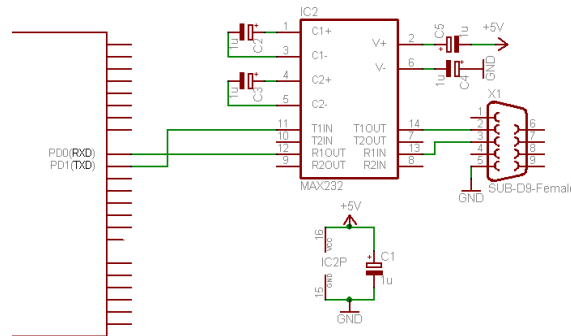 IC2
1 C1+ V+ 2
C5
1u
+5V
1u
C2
3 C1-
4 C2+ V- 6
1u
C4
GND
1u
C3
5 C2-
X1
11 T1IN T1OUT 14
10 T2IN T2OUT 7
12 R1OUT R1IN 13
9 R2OUT R2IN 8
MAX232
PD0(RXD)
PD1(TXD)
1
2
3
4
5
6
7
8
9
GND
SUB-D9-Female
+5V
16
VCC
IC2P
C1
1u
15
GND
GND